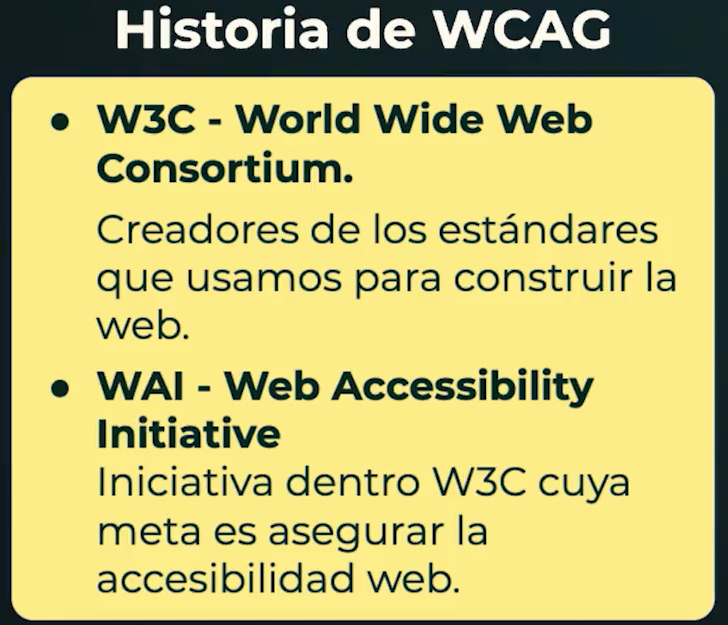 Historia de WCAG
● W3C - World Wide Web
Consortium.
Creadores de los estándares
que usamos para construir la
web.
● WAI - Web Accessibility
Initiative
Iniciativa dentro W3C cuya
meta es asegurar la
accesibilidad web.